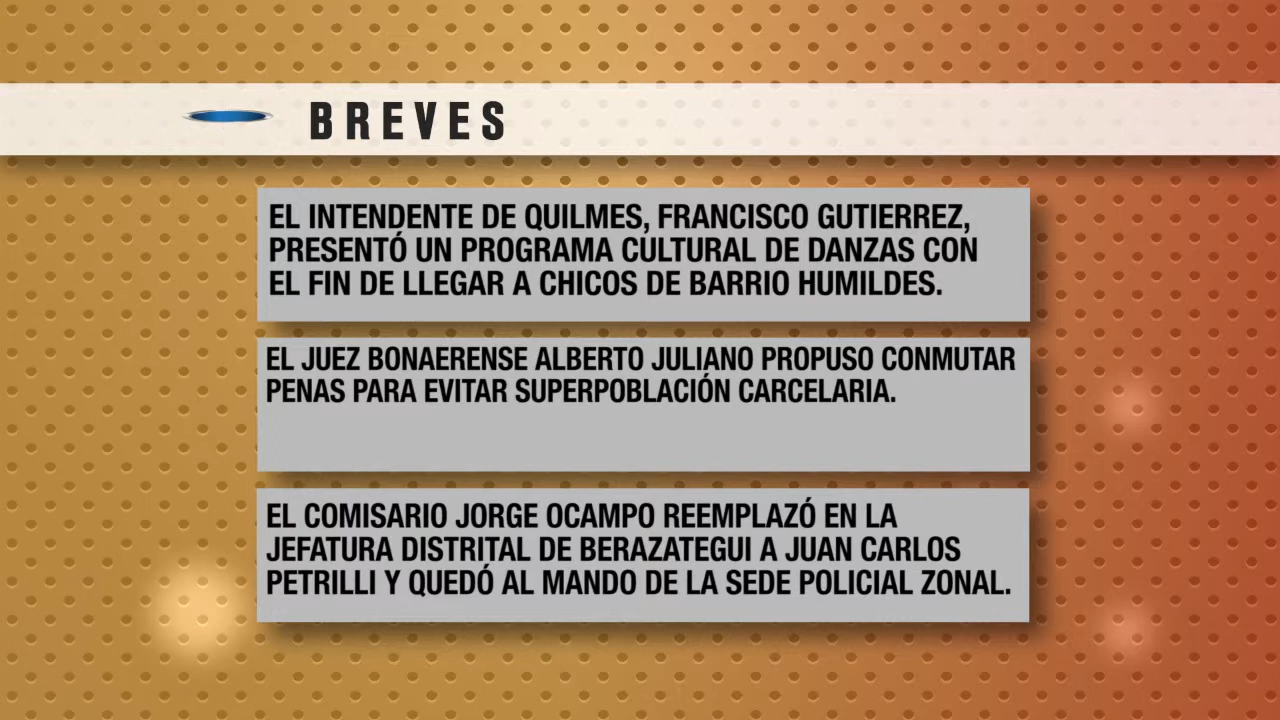 BREVES
EL INTENDENTE DE QUILMES, FRANCISCO GUTIERREZ,
PRESENTÓ UN PROGRAMA CULTURAL DE DANZAS CON
EL FIN DE LLEGAR A CHICOS DE BARRIO HUMILDES.
EL JUEZ BONAERENSE ALBERTO JULIANO PROPUSO CONMUTAR
PENAS PARA EVITAR SUPERPOBLACIÓN CARCELARIA.
EL COMISARIO JORGE OCAMPO REEMPLAZÓ EN LA
JEFATURA DISTRITAL DE BERAZATEGUI A JUAN CARLOS
PETRILLI Y QUEDÓ AL MANDO DE LA SEDE POLICIAL ZONAL.